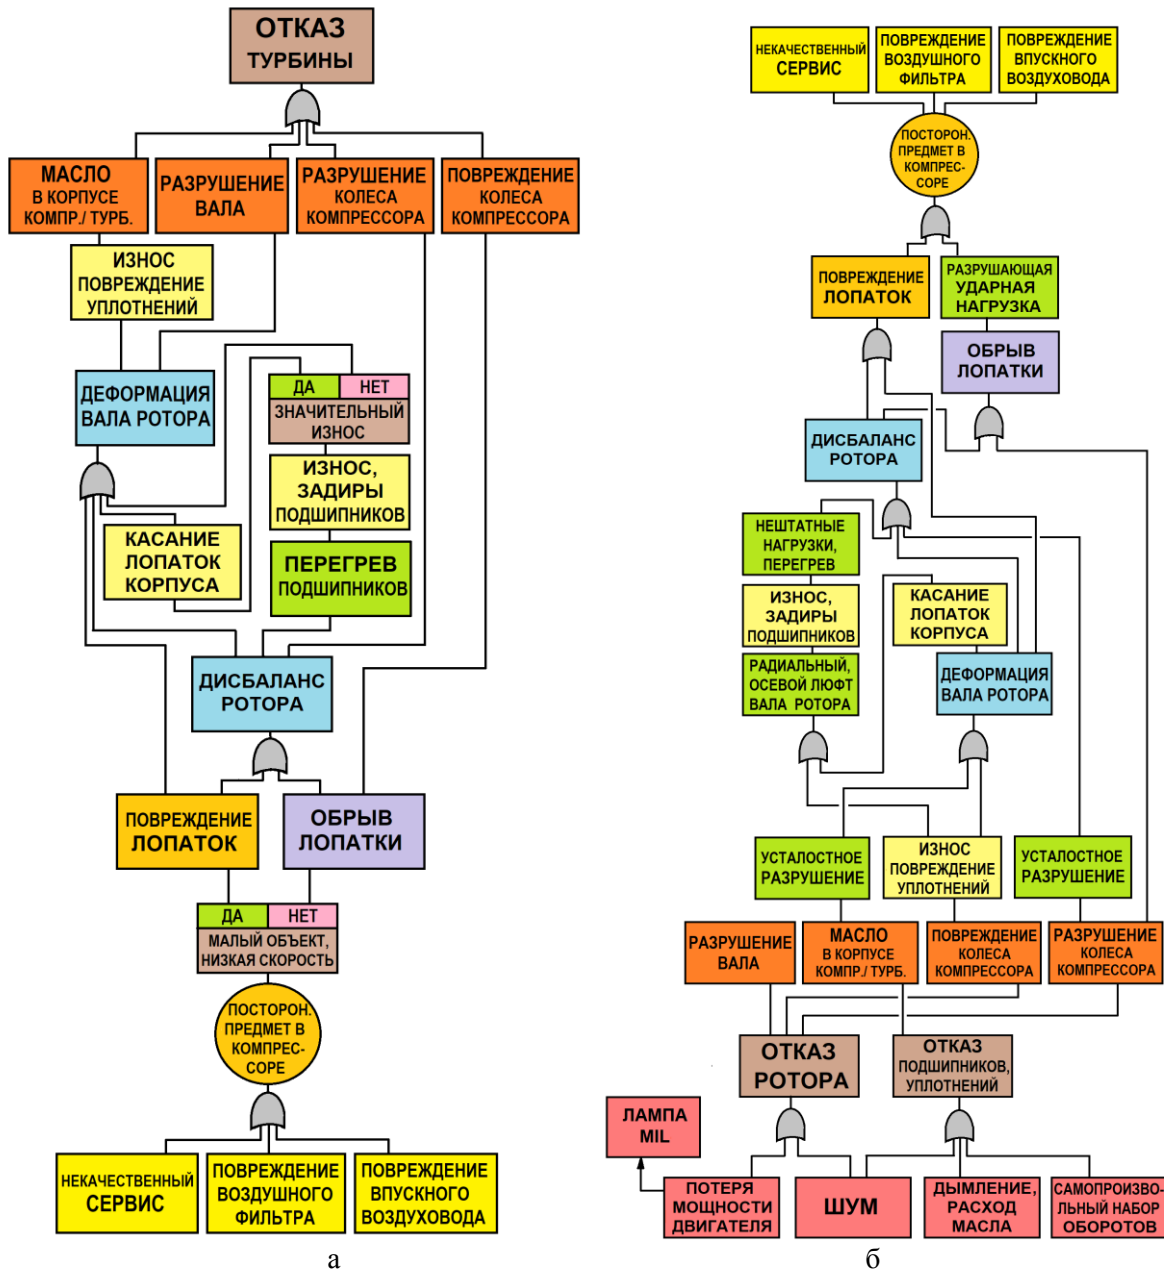 ОТКАЗ
ТУРБИНЫ
МАСЛО
В КОРПУСЕ
КОМПР./ ТУРБ.
РАЗРУШЕНИЕ
ВАЛА
РАЗРУШЕНИЕ
КОЛЕСА
КОМПРЕССОРА
ПОВРЕЖДЕНИЕ
КОЛЕСА
КОМПРЕССОРА
ИЗНОС
ПОВРЕЖДЕНИЕ
УПЛОТНЕНИЙ
ДЕФОРМАЦИЯ
ВАЛА РОТОРА
ДА
НЕТ
ЗНАЧИТЕЛЬНЫЙ
ИЗНОС
ИЗНОС,
ЗАДИРЫ
ПОДШИПНИКОВ
КАСАНИЕ
ЛОПАТОК
КОРПУСА
ПЕРЕГРЕВ
ПОДШИПНИКОВ
ДИСБАЛАНС
РОТОРА
ПОВРЕЖДЕНИЕ
ЛОПАТОК
ОБРЫВ
ЛОПАТКИ
ДА
НЕТ
МАЛЫЙ ОБЪЕКТ,
НИЗКАЯ СКОРОСТЬ
ПОСТОРОН.
ПРЕДМЕТ В
КОМПРЕС-
СОРЕ
НЕКАЧЕСТВЕННЫЙ
СЕРВИС
ПОВРЕЖДЕНИЕ
ВОЗДУШНОГО
ФИЛЬТРА
ПОВРЕЖДЕНИЕ
ВПУСКНОГО
ВОЗДУХОВОДА
а
НЕКАЧЕСТВЕННЫЙ
СЕРВИС
ПОВРЕЖДЕНИЕ
ВОЗДУШНОГО
ФИЛЬТРА
ПОВРЕЖДЕНИЕ
ВПУСКНОГО
ВОЗДУХОВОДА
ПОСТОРОН.
ПРЕДМЕТ В
КОМПРЕС-
СОРЕ
ПОВРЕЖДЕНИЕ
ЛОПАТОК
РАЗРУШАЮЩАЯ
УДАРНАЯ
НАГРУЗКА
ОБРЫВ
ЛОПАТКИ
ДИСБАЛАНС
РОТОРА
НЕШТАТНЫЕ
НАГРУЗКИ,
ПЕРЕГРЕВ
ИЗНОС,
ЗАДИРЫ
ПОДШИПНИКОВ
КАСАНИЕ
ЛОПАТОК
КОРПУСА
РАДИАЛЬНЫЙ,
ОСЕВОЙ ЛЮФТ
ВАЛА РОТОРА
ДЕФОРМАЦИЯ
ВАЛА РОТОРА
УСТАЛОСТНОЕ
РАЗРУШЕНИЕ
ИЗНОС
ПОВРЕЖДЕНИЕ
УПЛОТНЕНИЙ
УСТАЛОСТНОЕ
РАЗРУШЕНИЕ
РАЗРУШЕНИЕ
ВАЛА
МАСЛО
В КОРПУСЕ
КОМПР./ ТУРБ.
ПОВРЕЖДЕНИЕ
КОЛЕСА
КОМПРЕССОРА
РАЗРУШЕНИЕ
КОЛЕСА
КОМПРЕССОРА
ОТКАЗ
РОТОРА
ОТКАЗ
ПОДШИПНИКОВ,
УПЛОТНЕНИЙ
ЛАМПА
MIL
ПОТЕРЯ
МОЩНОСТИ
ДВИГАТЕЛЯ
ШУМ
ДЫМЛЕНИЕ,
РАСХОД
МАСЛА
САМОПРОИЗВО-
ЛЬНЫЙ НАБОР
ОБОРОТОВ
б